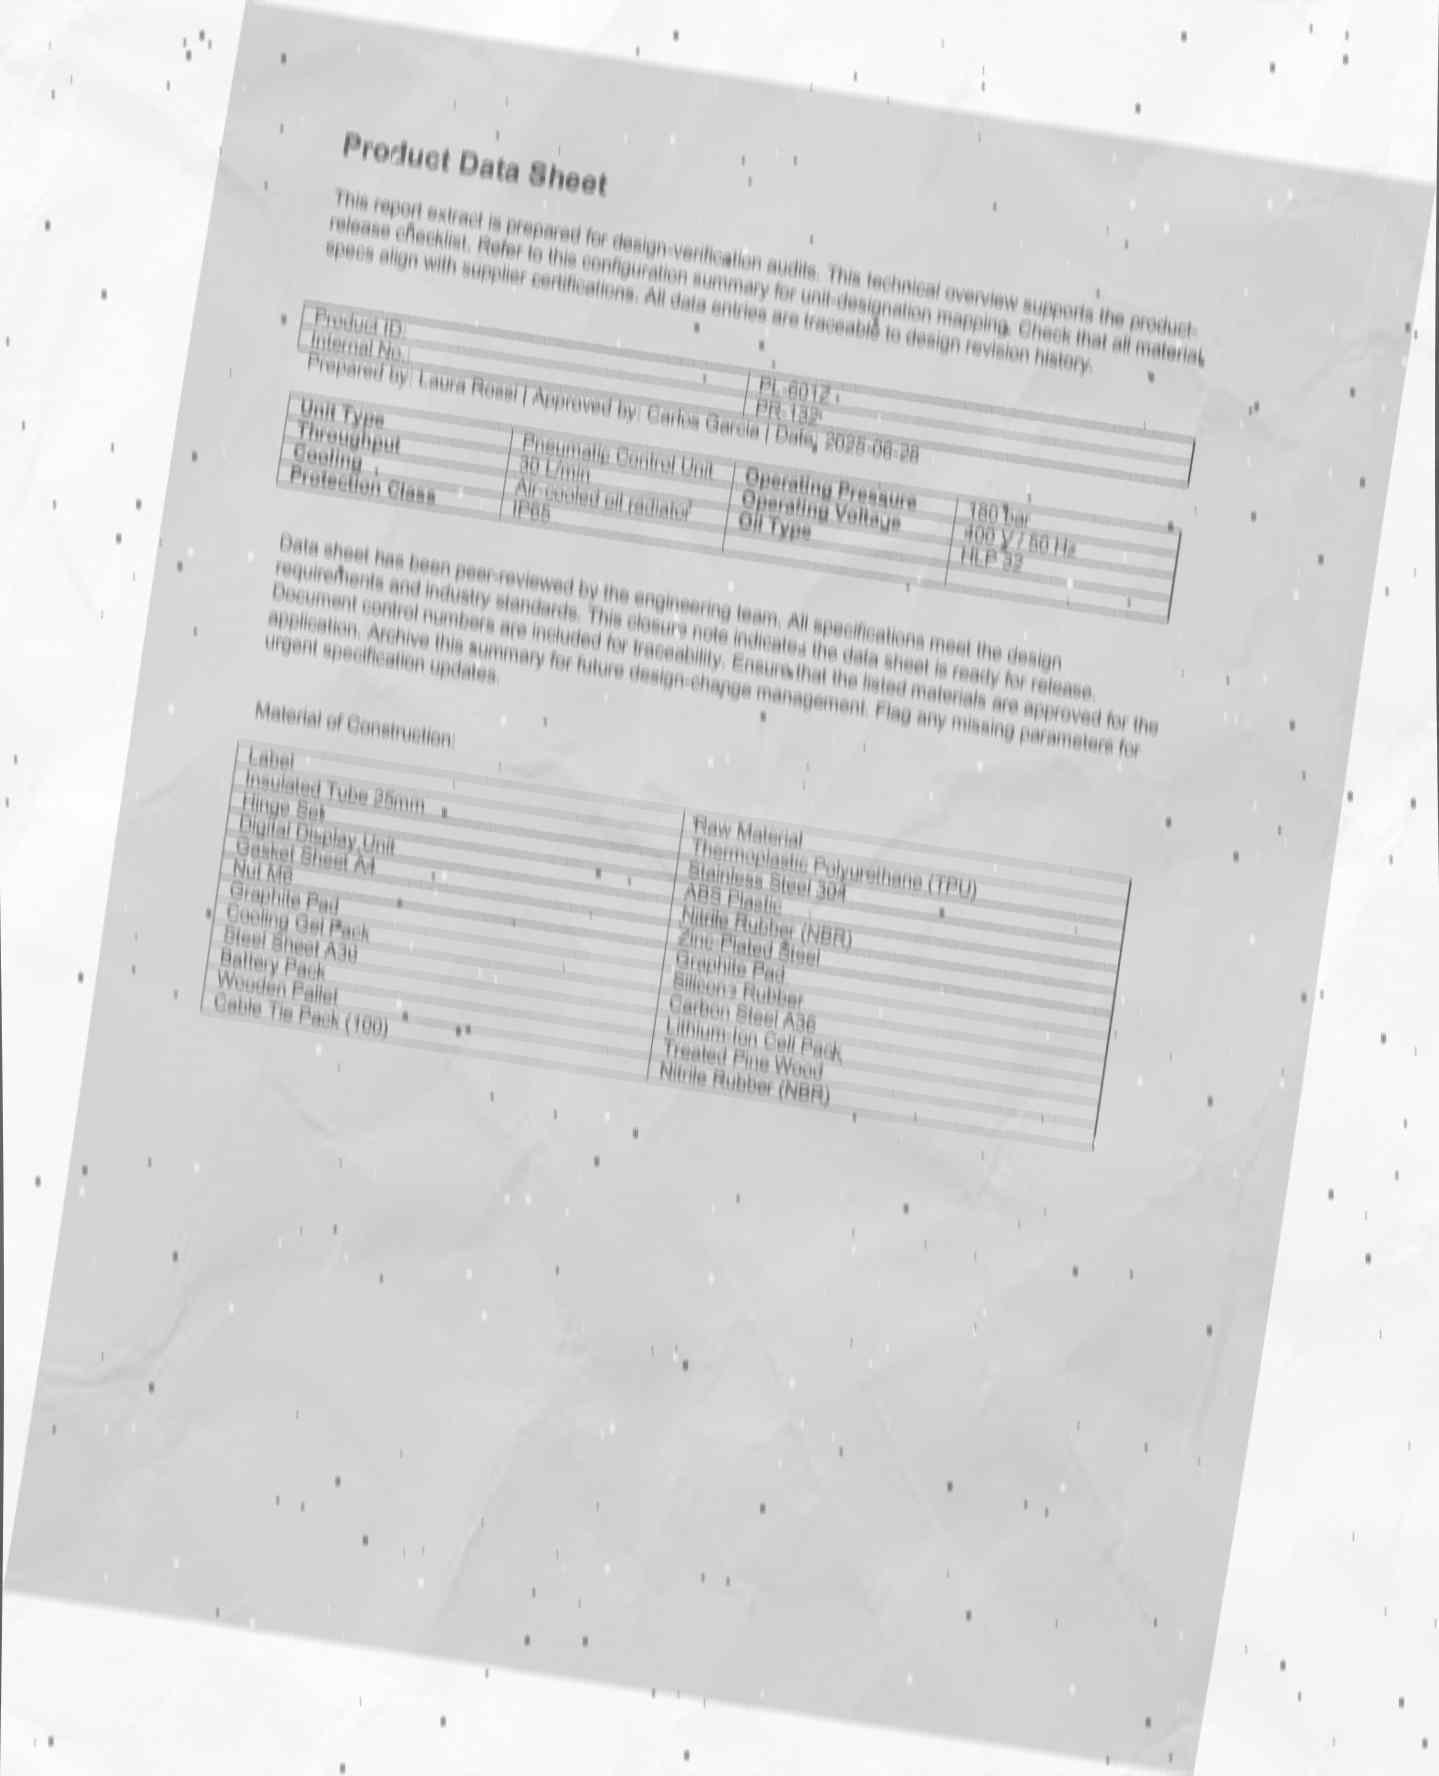 Product Data Sheet
This report extract is prepared for design-verification audits. This technical overview supports the product-
release checklist. Refer to this configuration summary for unit-designation mapping. Check that all material
specs align with supplier certifications. All data entries are traceable to design revision history.
Product ID: PL-6012
Internal No.: PR-132
Prepared by: Laura Rossi | Approved by: Carlos Garcia | Date: 2025-06-28
Unit Type Pneumatic Control Unit Operating Pressure 180 bar
Throughput 30 L/min Operating Voltage 400 V / 50 Hz
Cooling Air-cooled oil radiator Oil Type HLP
Protection Class IP65
Data sheet has been peer-reviewed by the engineering team. All specifications meet the design
requirements and industry standards. This closure note indicates the data sheet is ready for release.
Document control numbers are included for traceability. Ensure that the listed materials are approved for the
application. Archive this summary for future design-change management. Flag any missing parameters for
urgent specification updates.
Material of Construction:
Label Raw Material
Insulated Tube 25mm Thermoplastic Polyurethane (TPU)
Hinge Set Stainless Steel 304
Digital Display Unit ABS Plastic
Gasket Sheet A4 Nitrile Rubber (NBR)
Nut M8 Zinc Plated Steel
Graphite Pad Graphite Pad
Cooling Gel Pack Silicone Rubber
Steel Sheet A36 Carbon Steel A36
Battery Pack Lithium-Ion Cell Pack
Wooden Pallet Treated Pine Wood
Cable Tie Pack (100) Nitrile Rubber (NBR)